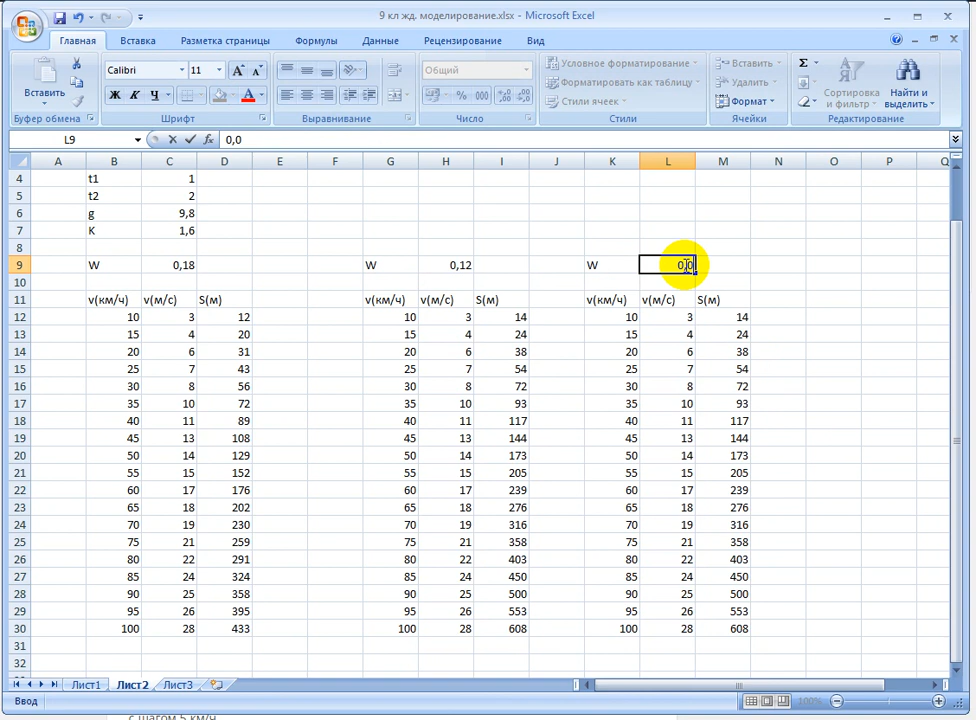 9 кл жд. моделирование.xlsx - Microsoft Excel
Главная Вставка Разметка страницы Формулы Данные Рецензирование Вид
Calibri 11 Общий Условное форматирование Вставить Σ
Вставить Ж К Ч % 000 Форматировать как таблицу Удалить Сортировка и фильтр Найти и выделить
Стили ячеек Формат
Буфер обмена Шрифт Выравнивание Число Стили Ячейки Редактирование
L9 fx 0,0
A B C D E F G H I J K L M N O P Q
4 t1 1
5 t2 2
6 g 9,8
7 K 1,6
8
9 W 0,18 W 0,12 W 0,0
10
11 v(км/ч) v(м/с) S(м) v(км/ч) v(м/с) S(м) v(км/ч) v(м/с) S(м)
12 10 3 12 10 3 14 10 3 14
13 15 4 20 15 4 24 15 4 24
14 20 6 31 20 6 38 20 6 38
15 25 7 43 25 7 54 25 7 54
16 30 8 56 30 8 72 30 8 72
17 35 10 72 35 10 93 35 10 93
18 40 11 89 40 11 117 40 11 117
19 45 13 108 45 13 144 45 13 144
20 50 14 129 50 14 173 50 14 173
21 55 15 152 55 15 205 55 15 205
22 60 17 176 60 17 239 60 17 239
23 65 18 202 65 18 276 65 18 276
24 70 19 230 70 19 316 70 19 316
25 75 21 259 75 21 358 75 21 358
26 80 22 291 80 22 403 80 22 403
27 85 24 324 85 24 450 85 24 450
28 90 25 358 90 25 500 90 25 500
29 95 26 395 95 26 553 95 26 553
30 100 28 433 100 28 608 100 28 608
31
32
Лист1 Лист2 Лист3
Ввод 100%
с шагом 5 км/ч